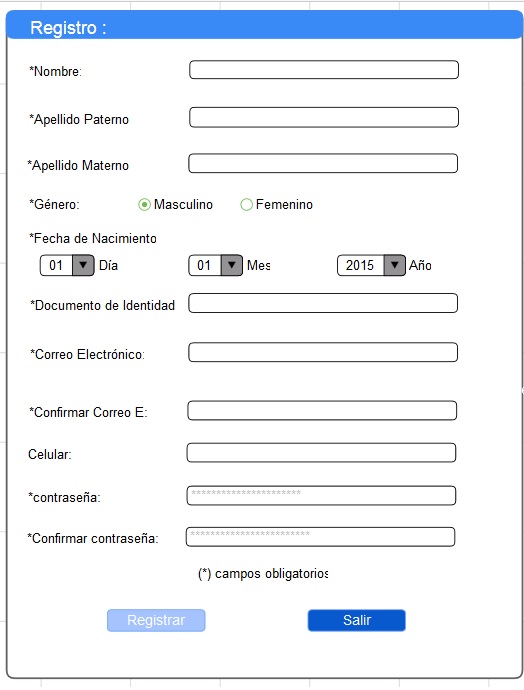 Registro :
*Nombre:
*Apellido Paterno
*Apellido Materno
*Género: Masculino Femenino
*Fecha de Nacimiento
01 Día 01 Mes 2015 Año
*Documento de Identidad
*Correo Electrónico:
*Confirmar Correo E:
Celular:
*contraseña: **********************
*Confirmar contraseña: ************************
(*) campos obligatorios
Registrar Salir